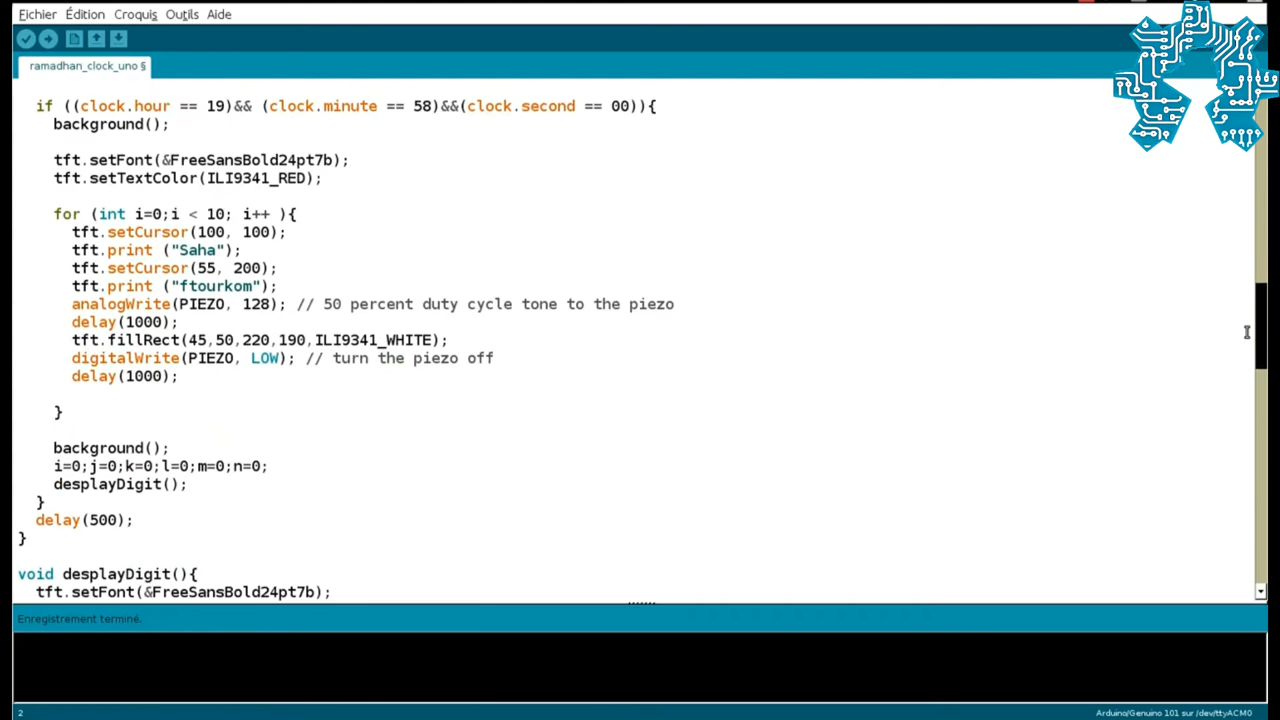 Fichier Édition Croquis Outils Aide
ramadhan_clock_uno §
if ((clock.hour == 19)&& (clock.minute == 58)&&(clock.second == 00)){
background();
tft.setFont(&FreeSansBold24pt7b);
tft.setTextColor(ILI9341_RED);
for (int i=0;i < 10; i++ ){
tft.setCursor(100, 100);
tft.print ("Saha");
tft.setCursor(55, 200);
tft.print ("ftourkom");
analogWrite(PIEZO, 128); // 50 percent duty cycle tone to the piezo
delay(1000);
tft.fillRect(45,50,220,190,ILI9341_WHITE);
digitalWrite(PIEZO, LOW); // turn the piezo off
delay(1000);
}
background();
i=0;j=0;k=0;l=0;m=0;n=0;
desplayDigit();
}
delay(500);
}
void desplayDigit(){
tft.setFont(&FreeSansBold24pt7b);
Enregistrement terminé.
2 Arduino/Genuino 101 sur /dev/ttyACM0